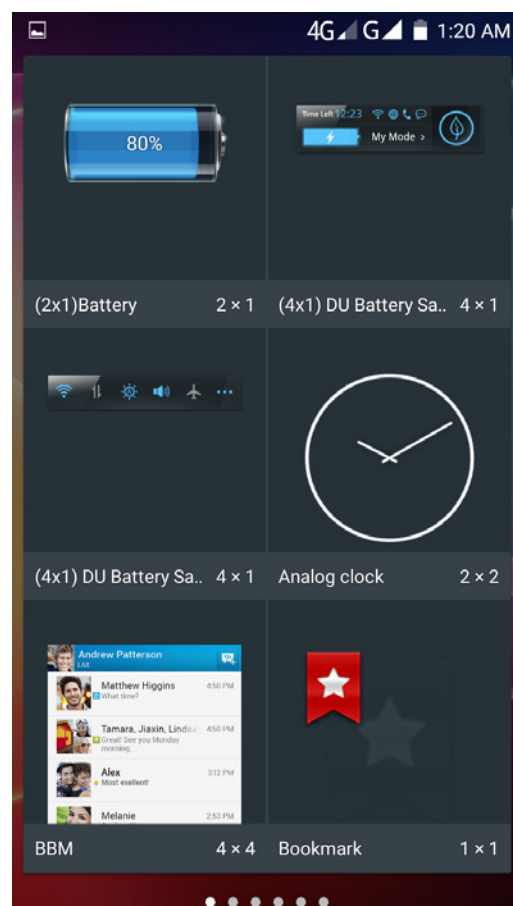 4G G 1:20 AM
80%
Time Left 12:23
My Mode >
(2x1)Battery 2 × 1
(4x1) DU Battery Sa.. 4 × 1
(4x1) DU Battery Sa.. 4 × 1
Analog clock 2 × 2
Andrew Patterson
LAX
Matthew Higgins 4:50 PM
What time?
Tamara, Jiaxin, Lindsa 4:50 PM
Great! See you Monday
morning.
Alex 3:12 PM
Most exellent!
Melanie 2:53 PM
BBM 4 × 4
Bookmark 1 × 1